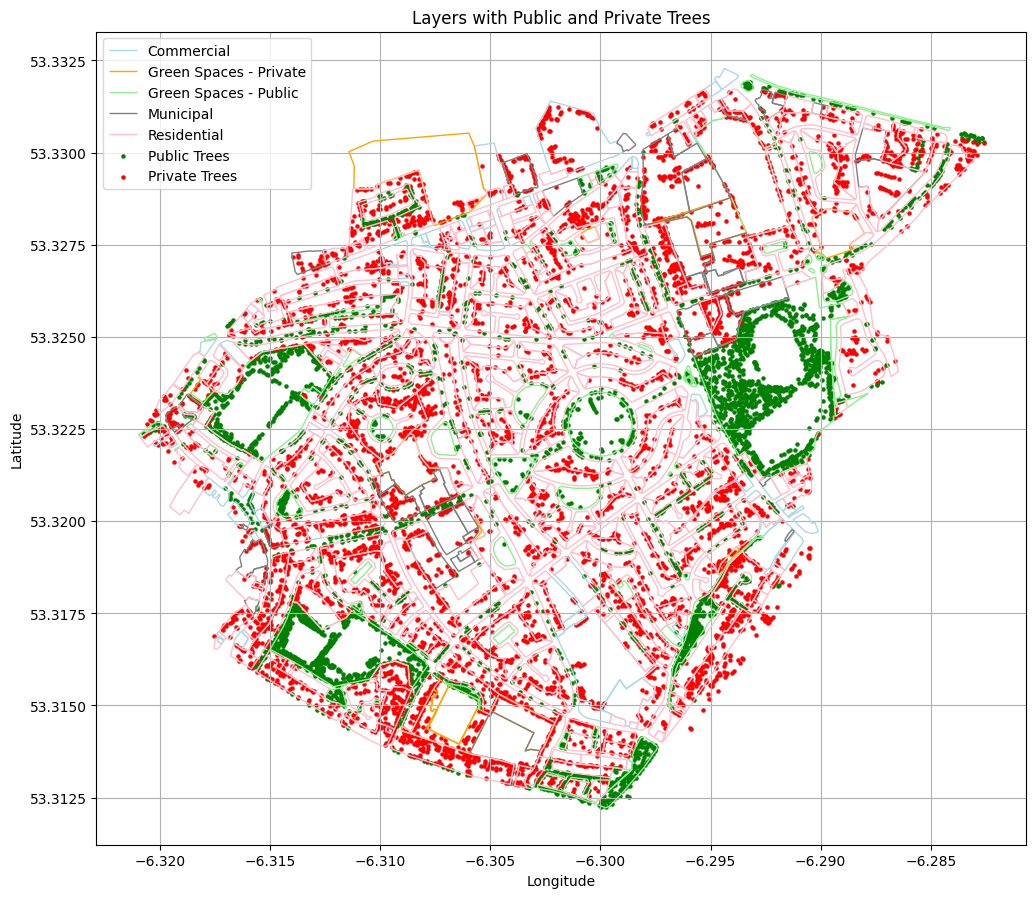 Layers with Public and Private Trees
Commercial
Green Spaces - Private
Green Spaces - Public
Municipal
Residential
Public Trees
Private Trees
Latitude
53.3325
53.3300
53.3275
53.3250
53.3225
53.3200
53.3175
53.3150
53.3125
−6.320 −6.315 −6.310 −6.305 −6.300 −6.295 −6.290 −6.285
Longitude